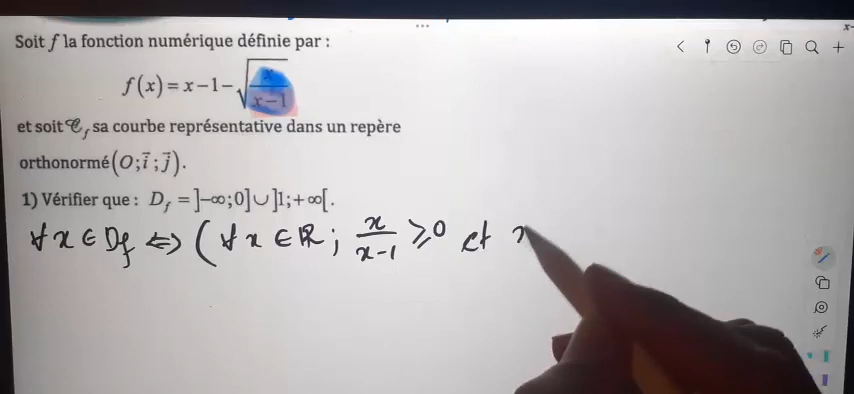 Soit f la fonction numérique définie par :
f(x) = x – 1 – √(x/(x–1))
et soit 𝒞f sa courbe représentative dans un repère
orthonormé (O; i⃗ ; j⃗).
1) Vérifier que : Df = ]–∞;0] ∪ ]1;+∞[.
∀x ∈ Df ⇔ (∀x ∈ ℝ ; x/(x-1) ⩾ 0 et